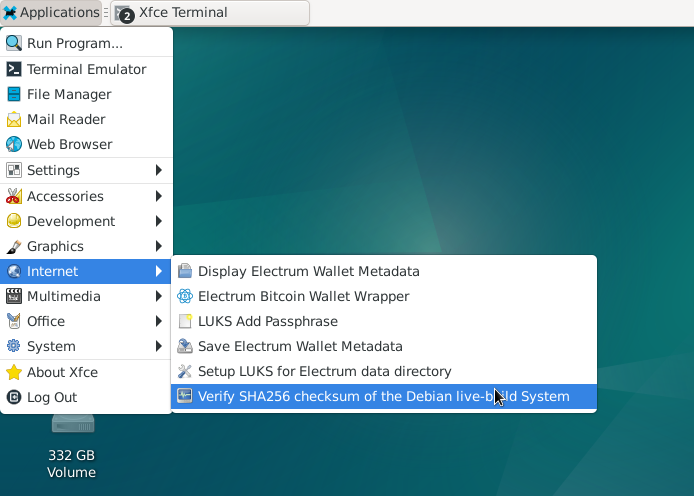 Applications
2 Xfce Terminal
Run Program...
Terminal Emulator
File Manager
Mail Reader
Web Browser
Settings
Accessories
Development
Graphics
Internet
Multimedia
Office
System
About Xfce
Log Out
Display Electrum Wallet Metadata
Electrum Bitcoin Wallet Wrapper
LUKS Add Passphrase
Save Electrum Wallet Metadata
Setup LUKS for Electrum data directory
Verify SHA256 checksum of the Debian live-build System
332 GB
Volume